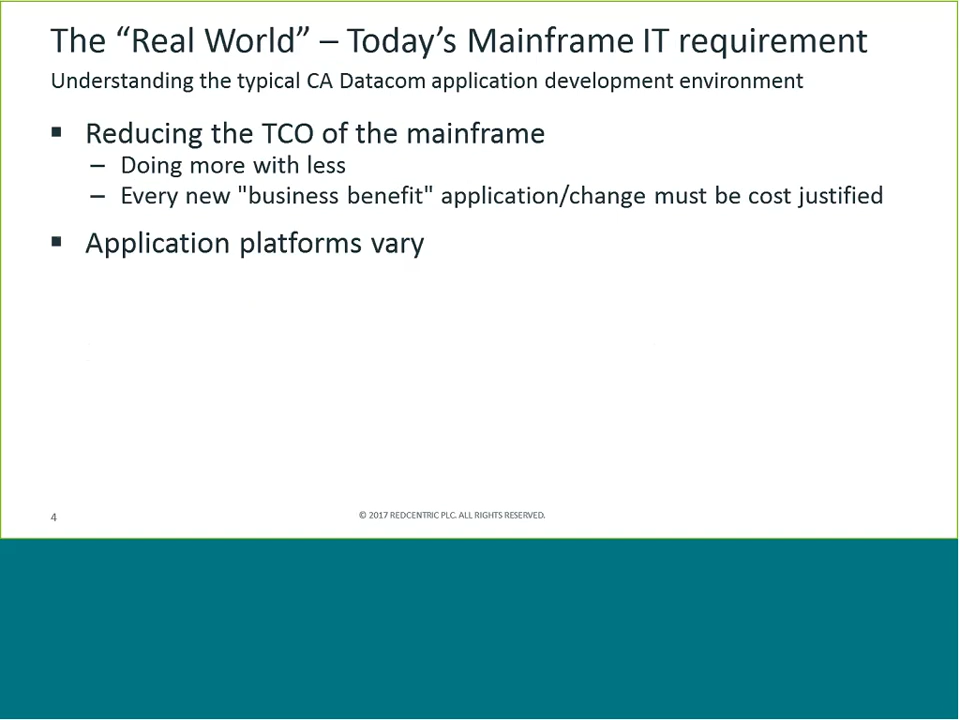 The “Real World” – Today’s Mainframe IT requirement
Understanding the typical CA Datacom application development environment
▪ Reducing the TCO of the mainframe
– Doing more with less
– Every new "business benefit" application/change must be cost justified
▪ Application platforms vary
4
© 2017 REDCENTRIC PLC. ALL RIGHTS RESERVED.